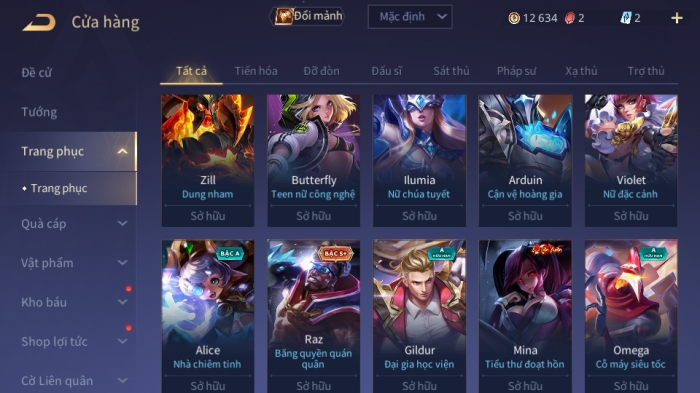 Cửa hàng
Đổi mảnh
Mặc định
12 634
2
2
Đề cử
Tướng
Trang phục
Trang phục
Quà cáp
Vật phẩm
Kho báu
Shop lợi tức
Cờ Liên quân
Tất cả Tiến hóa Đỡ đòn Đấu sĩ Sát thủ Pháp sư Xạ thủ Trợ thủ
Zill Butterfly Ilumia Arduin Violet
Dung nham Teen nữ công nghệ Nữ chúa tuyết Cận vệ hoàng gia Nữ đặc cảnh
Sở hữu Sở hữu Sở hữu Sở hữu Sở hữu
BẬC A BẬC S+ A HỮU HẠN A HỮU HẠN
Alice Raz Gildur Mina Omega
Nhà chiêm tinh Băng quyền quán quân Đại gia học viện Tiểu thư đoạt hồn Cỗ máy siêu tốc
Sở hữu Sở hữu Sở hữu Sở hữu Sở hữu